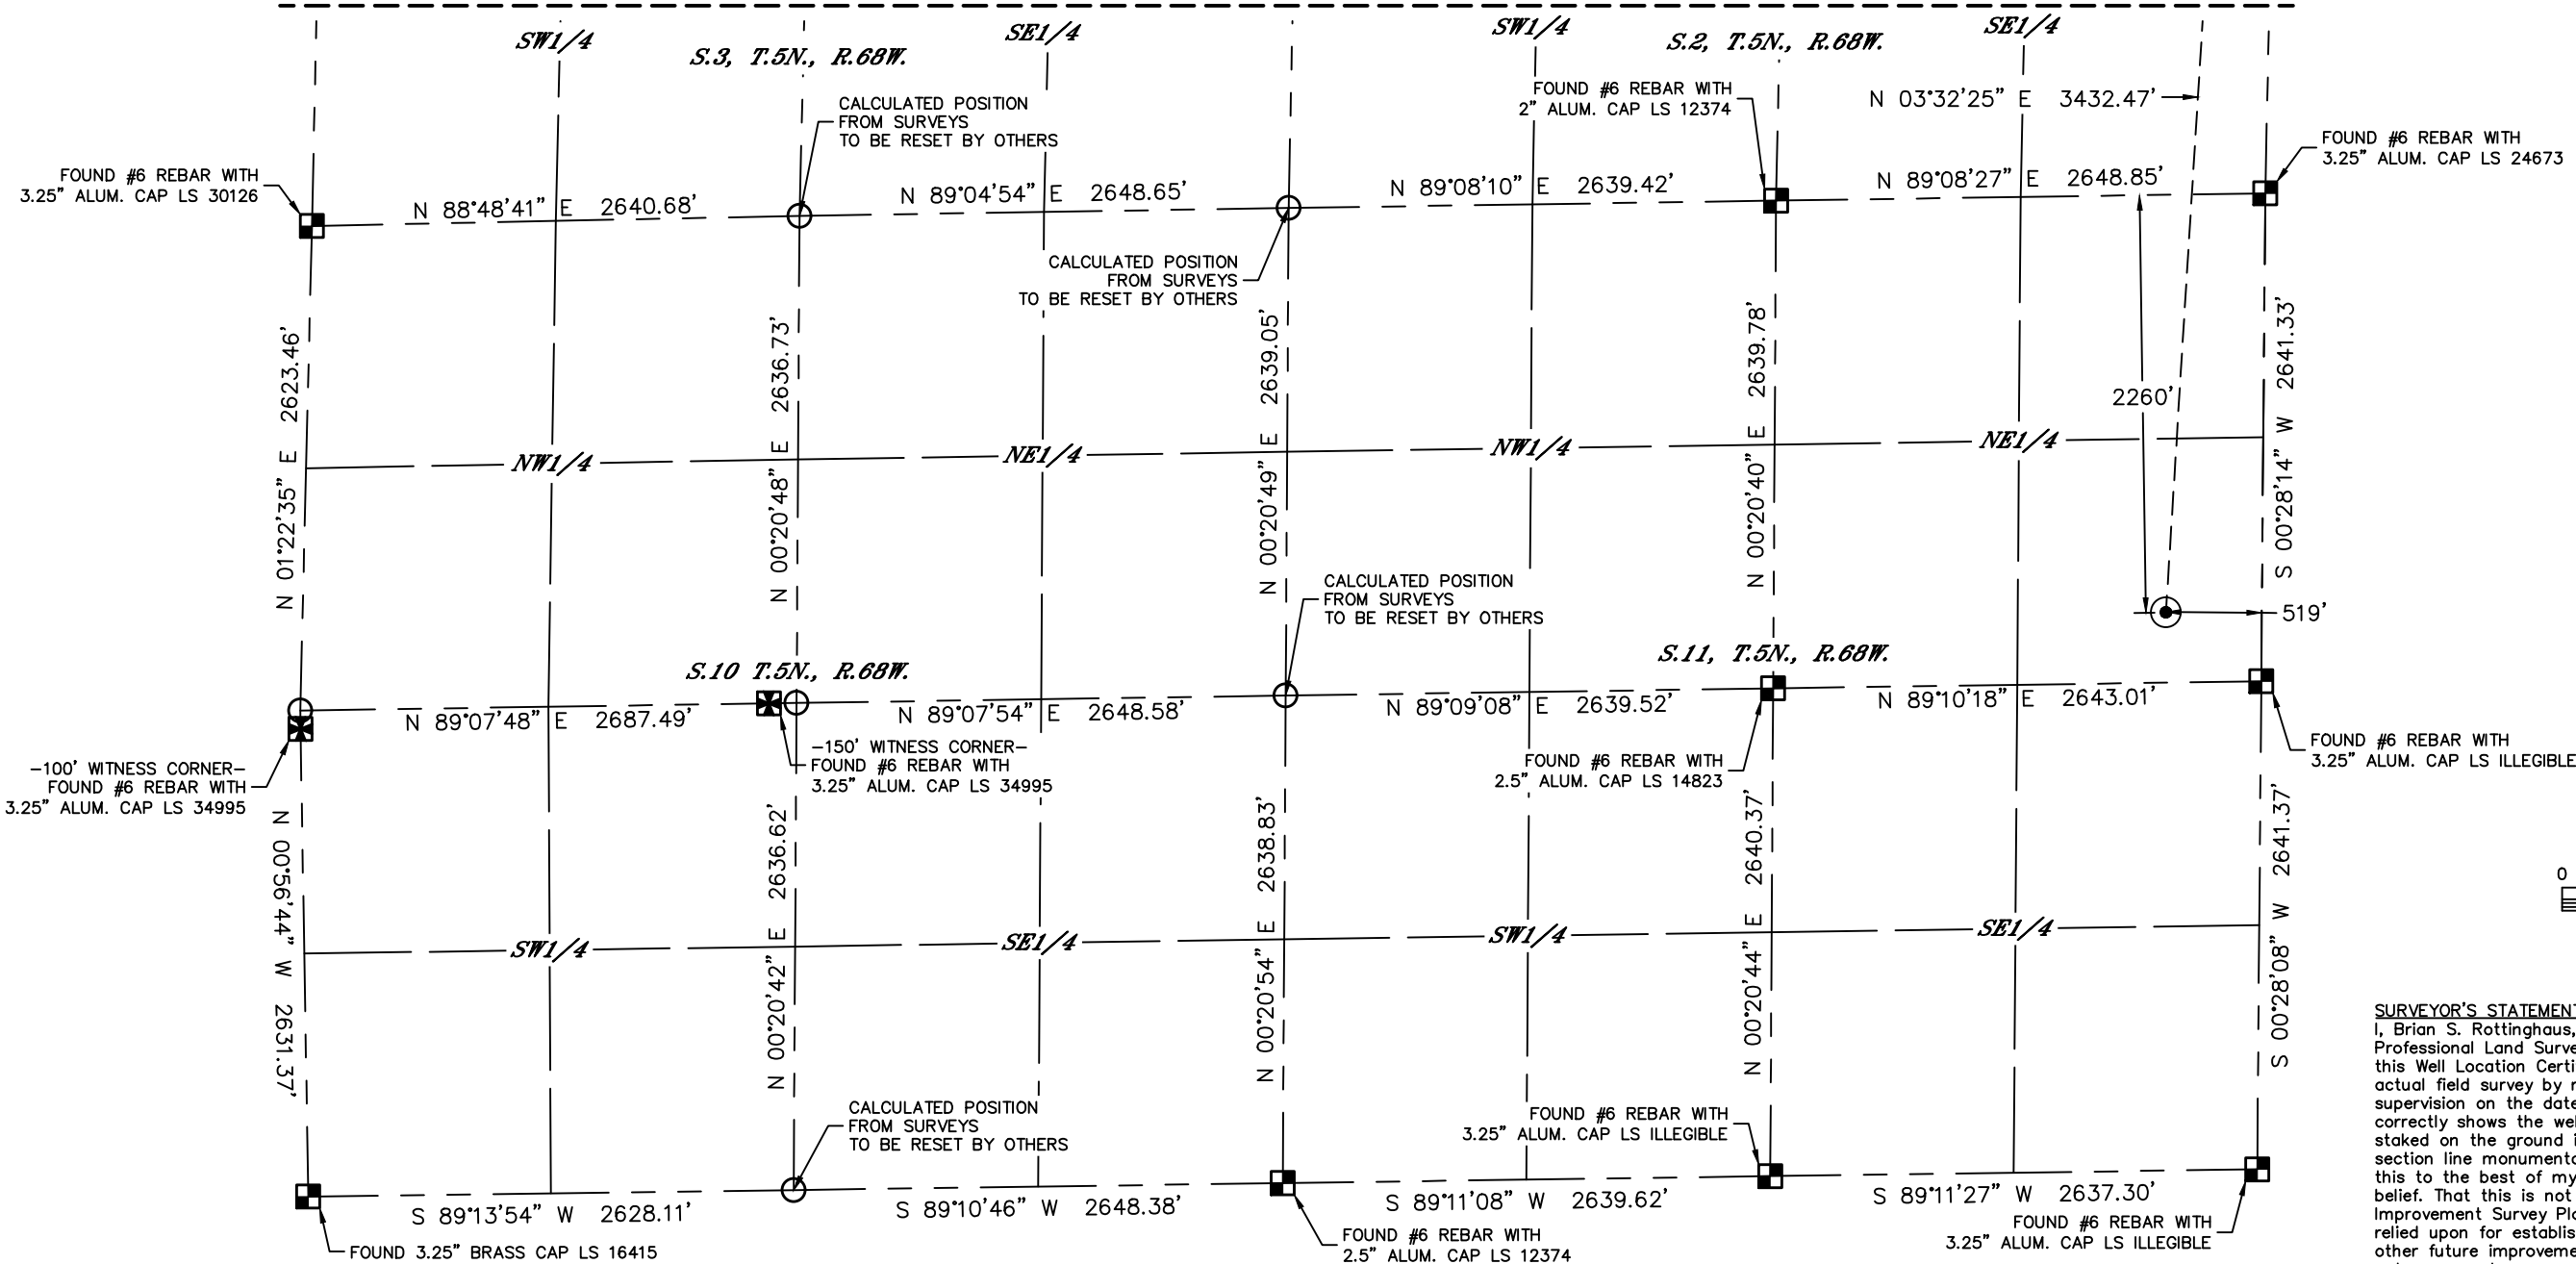 SW1/4
SE1/4
SW1/4
SE1/4
S.3, T.5N., R.68W.
S.2, T.5N., R.68W.
CALCULATED POSITION
FROM SURVEYS
TO BE RESET BY OTHERS
FOUND #6 REBAR WITH
2" ALUM. CAP LS 12374
N 03°32'25" E 3432.47'
FOUND #6 REBAR WITH
3.25" ALUM. CAP LS 24673
FOUND #6 REBAR WITH
3.25" ALUM. CAP LS 30126
N 88°48'41" E 2640.68'
N 89°04'54" E 2648.65'
N 89°08'10" E 2639.42'
N 89°08'27" E 2648.85'
CALCULATED POSITION
FROM SURVEYS
TO BE RESET BY OTHERS
N 01°22'35" E 2623.46'
N 00°20'48" E 2636.73'
N 00°20'49" E 2639.05'
N 00°20'40" E 2639.78'
2260'
S 00°28'14" W 2641.33'
NW1/4
NE1/4
NW1/4
NE1/4
CALCULATED POSITION
FROM SURVEYS
TO BE RESET BY OTHERS
519'
S.10 T.5N., R.68W.
S.11, T.5N., R.68W.
N 89°07'48" E 2687.49'
N 89°07'54" E 2648.58'
N 89°09'08" E 2639.52'
N 89°10'18" E 2643.01'
-100' WITNESS CORNER-
FOUND #6 REBAR WITH
3.25" ALUM. CAP LS 34995
-150' WITNESS CORNER-
FOUND #6 REBAR WITH
3.25" ALUM. CAP LS 34995
FOUND #6 REBAR WITH
2.5" ALUM. CAP LS 14823
FOUND #6 REBAR WITH
3.25" ALUM. CAP LS ILLEGIBLE
N 00°56'44" W 2631.37'
N 00°20'42" E 2636.62'
N 00°20'54" E 2638.83'
N 00°20'44" E 2640.37'
S 00°28'08" W 2641.37'
0
SW1/4
SE1/4
SW1/4
SE1/4
CALCULATED POSITION
FROM SURVEYS
TO BE RESET BY OTHERS
FOUND #6 REBAR WITH
3.25" ALUM. CAP LS ILLEGIBLE
S 89°13'54" W 2628.11'
S 89°10'46" W 2648.38'
S 89°11'08" W 2639.62'
S 89°11'27" W 2637.30'
FOUND 3.25" BRASS CAP LS 16415
FOUND #6 REBAR WITH
2.5" ALUM. CAP LS 12374
FOUND #6 REBAR WITH
3.25" ALUM. CAP LS ILLEGIBLE
SURVEYOR'S STATEMENT
I, Brian S. Rottinghaus,
Professional Land Surve
this Well Location Certi
actual field survey by
supervision on the date
correctly shows the wel
staked on the ground
section line monument
this to the best of my
belief. That this is not
Improvement Survey Pl
relied upon for establis
other future improveme